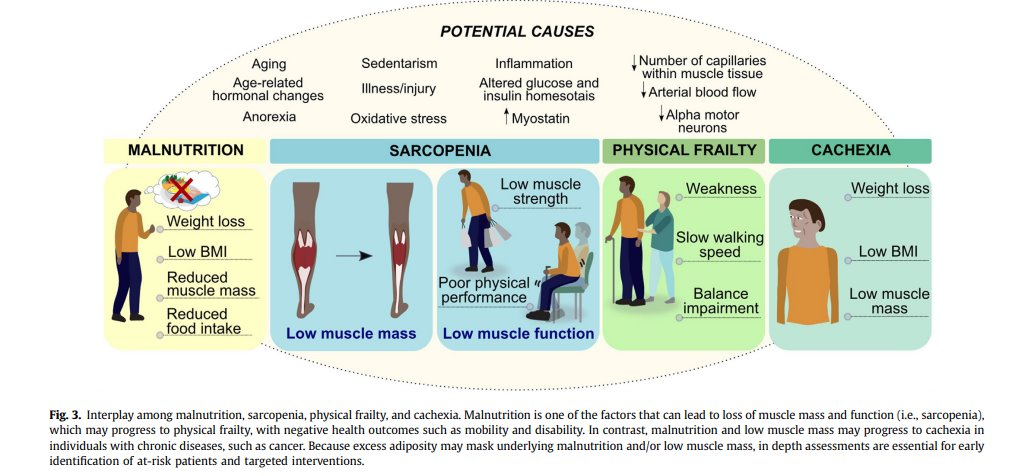 POTENTIAL CAUSES
Aging
Age-related
hormonal changes
Anorexia
Sedentarism
Illness/injury
Oxidative stress
Inflammation
Altered glucose and
insulin homesotais
↑ Myostatin
↓ Number of capillaries
within muscle tissue
↓ Arterial blood flow
↓ Alpha motor
neurons
MALNUTRITION
SARCOPENIA
PHYSICAL FRAILTY
CACHEXIA
Weight loss
Low BMI
Reduced
muscle mass
Reduced
food intake
Low muscle mass
Low muscle
strength
Poor physical
performance
Low muscle function
Weakness
Slow walking
speed
Balance
impairment
Weight loss
Low BMI
Low muscle
mass
Fig. 3. Interplay among malnutrition, sarcopenia, physical frailty, and cachexia. Malnutrition is one of the factors that can lead to loss of muscle mass and function (i.e., sarcopenia),
which may progress to physical frailty, with negative health outcomes such as mobility and disability. In contrast, malnutrition and low muscle mass may progress to cachexia in
individuals with chronic diseases, such as cancer. Because excess adiposity may mask underlying malnutrition and/or low muscle mass, in depth assessments are essential for early
identification of at-risk patients and targeted interventions.